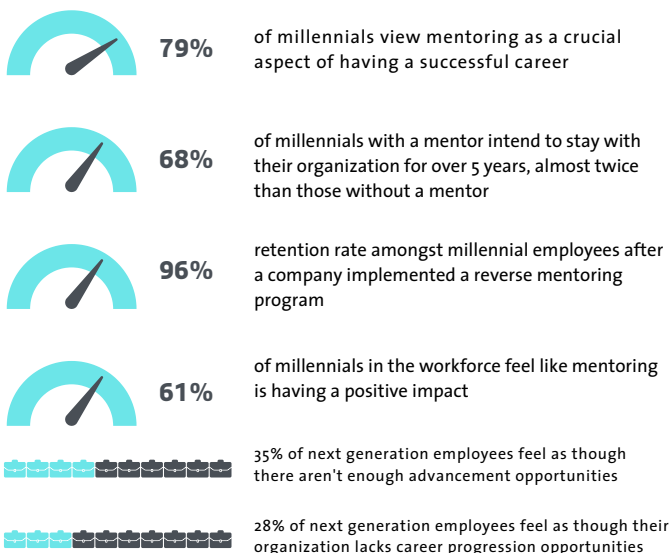 79%
of millennials view mentoring as a crucial
aspect of having a successful career
68%
of millennials with a mentor intend to stay with
their organization for over 5 years, almost twice
than those without a mentor
96%
retention rate amongst millennial employees after
a company implemented a reverse mentoring
program
61%
of millennials in the workforce feel like mentoring
is having a positive impact
35% of next generation employees feel as though
there aren't enough advancement opportunities
28% of next generation employees feel as though their
organization lacks career progression opportunities